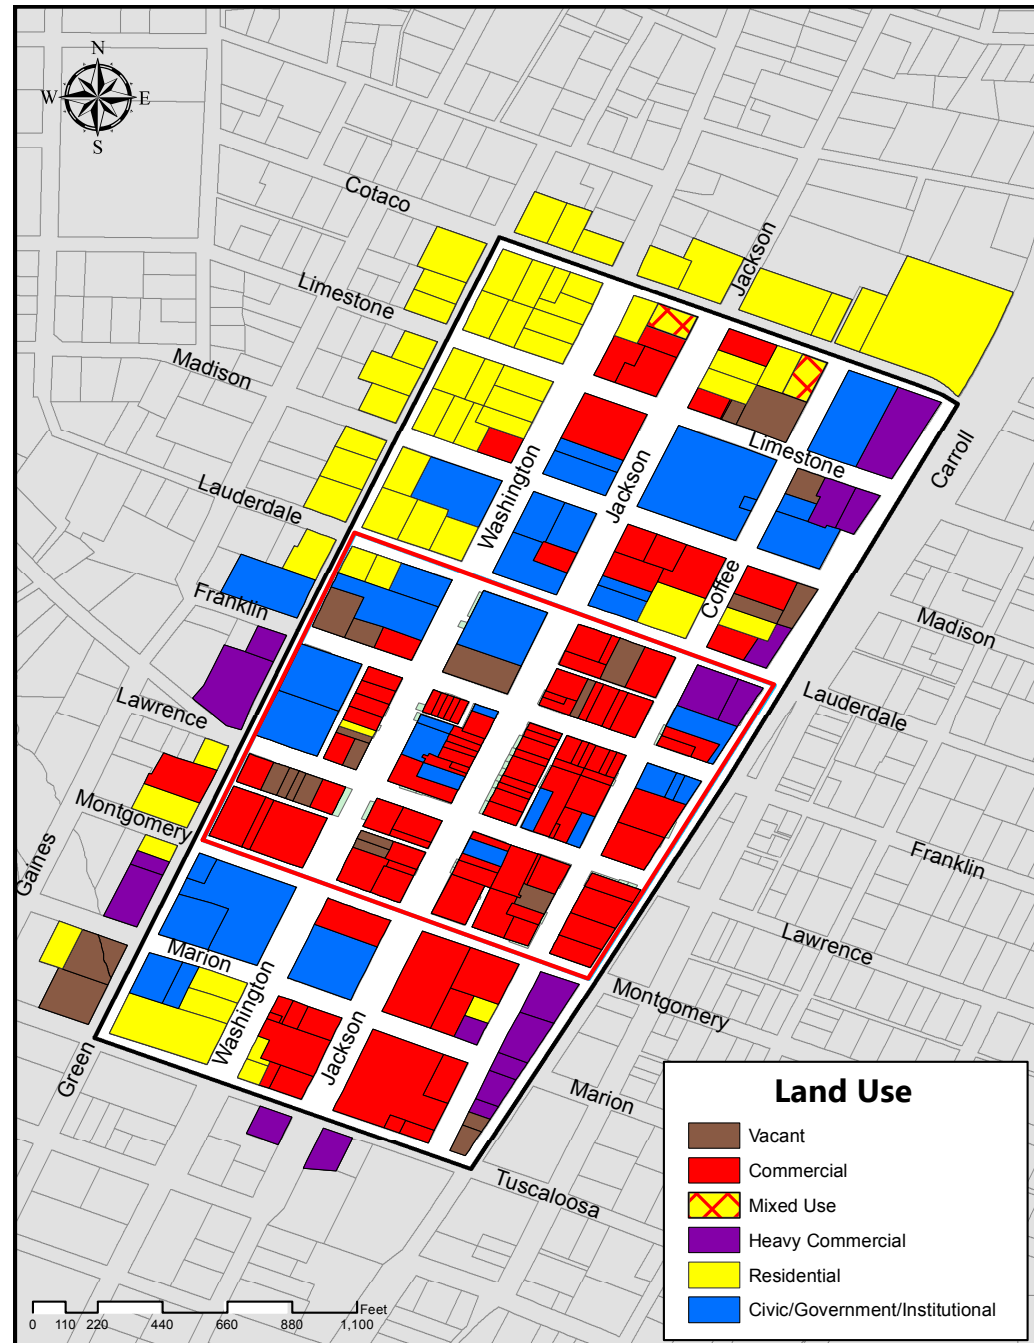 N
W E
S
Cotaco
Jackson
Limestone
Madison
Limestone
Carroll
Washington
Jackson
Lauderdale
Coffee
Franklin
Madison
Lawrence
Lauderdale
Montgomery
Gaines
Franklin
Lawrence
Marion
Washington
Montgomery
Jackson
Green
Marion
Tuscaloosa
Land Use
Vacant
Commercial
Mixed Use
Heavy Commercial
Residential
Civic/Government/Institutional
Feet
0 110 220 440 660 880 1,100